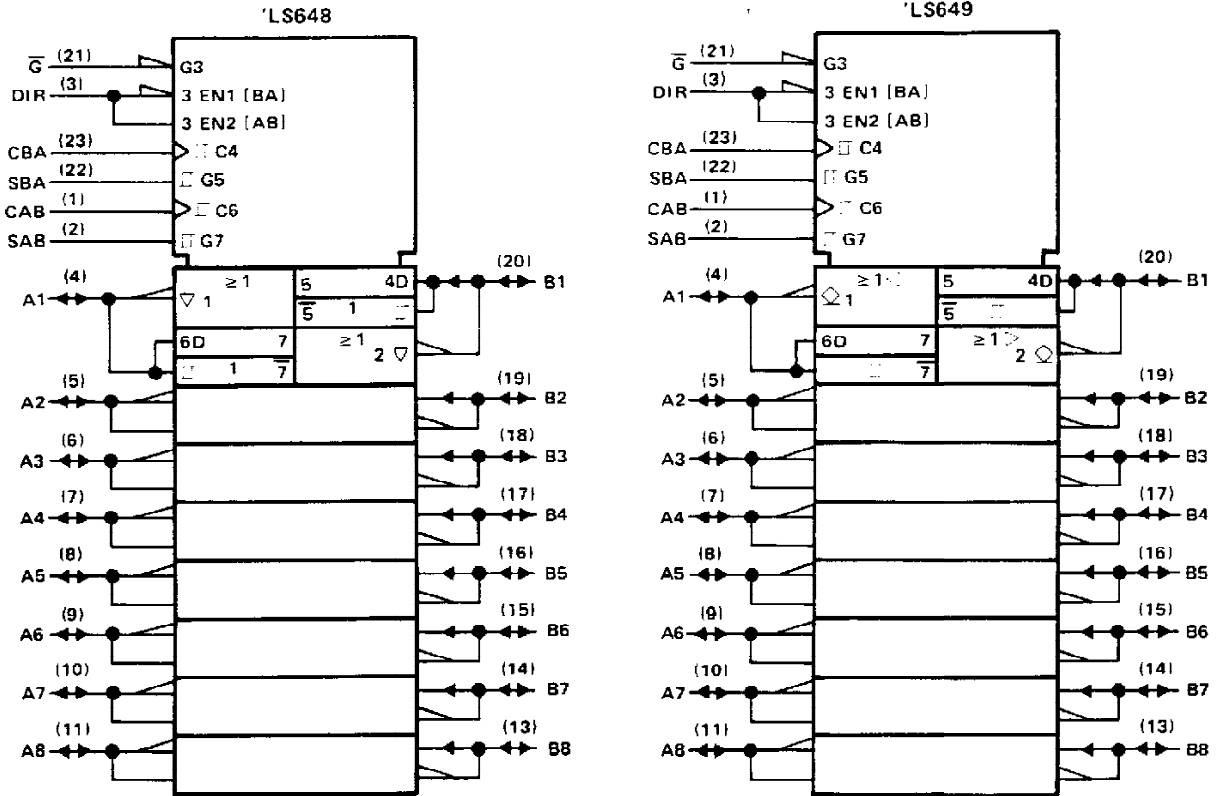 'LS648
G̅ (21) G3
DIR (3) 3 EN1 [BA]
3 EN2 [AB]
CBA (23) C4
SBA (22) G5
CAB (1) C6
SAB (2) G7
A1 (4) ≥1 ▽ 1 5 4D (20) B1
5̅ 1
6D 7 ≥1 2 ▽
1 7̅
A2 (5) (19) B2
A3 (6) (18) B3
A4 (7) (17) B4
A5 (8) (16) B5
A6 (9) (15) B6
A7 (10) (14) B7
A8 (11) (13) B8
'LS649
G̅ (21) G3
DIR (3) 3 EN1 [BA]
3 EN2 [AB]
CBA (23) C4
SBA (22) G5
CAB (1) C6
SAB (2) G7
A1 (4) ≥1 1 5 4D (20) B1
5̅
6D 7 ≥1 2
7̅
A2 (5) (19) B2
A3 (6) (18) B3
A4 (7) (17) B4
A5 (8) (16) B5
A6 (9) (15) B6
A7 (10) (14) B7
A8 (11) (13) B8